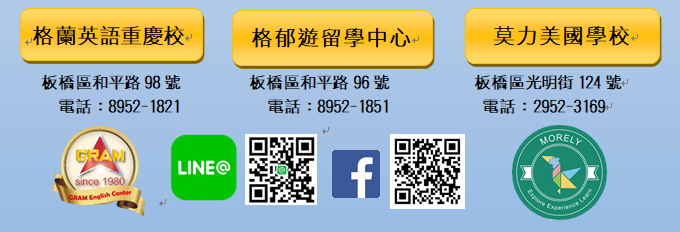 格蘭英語重慶校
板橋區和平路 98 號
電話：8952-1821
格郁遊留學中心
板橋區和平路 96 號
電話：8952-1851
莫力美國學校
板橋區光明街 124 號
電話：2952-3169
GRAM
since 1980
GRAM English Center
LINE@
f
MORELY
Explore Experience Learn